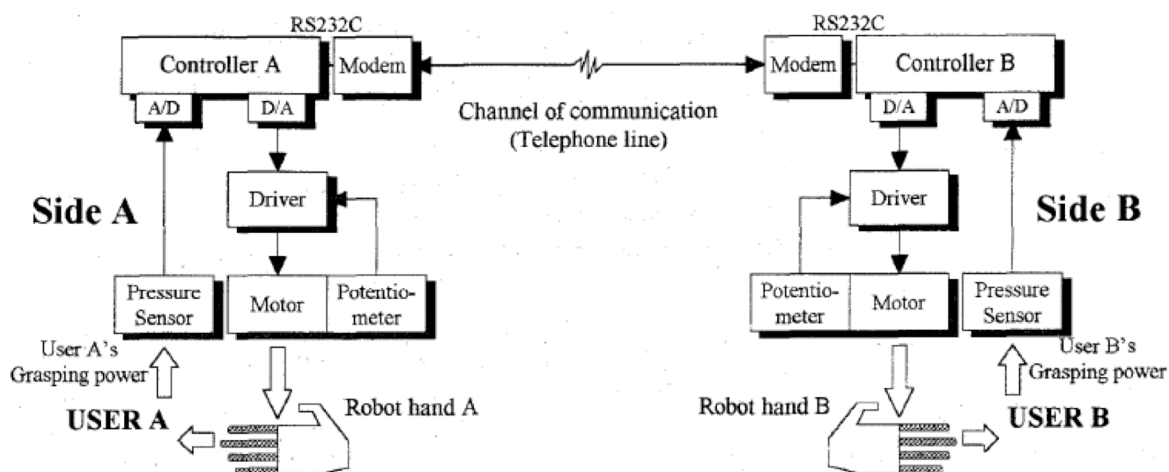 RS232C
RS232C
Controller A
Modem
Modem
Controller B
A/D
D/A
D/A
A/D
Channel of communication
(Telephone line)
Driver
Driver
Side A
Side B
Pressure
Sensor
Motor
Potentio-
meter
Potentio-
meter
Motor
Pressure
Sensor
User A's
Grasping power
User B's
Grasping power
USER A
Robot hand A
Robot hand B
USER B